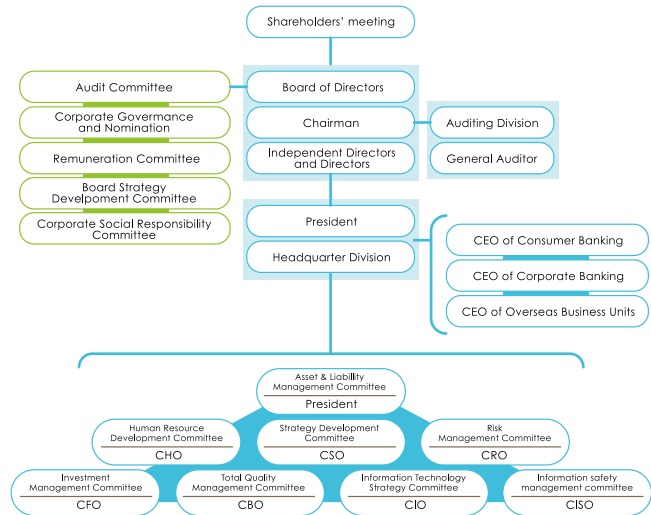 Shareholders' meeting
Audit Committee
Board of Directors
Corporate Governance
and Nomination
Chairman
Auditing Division
Remuneration Committee
Independent Directors
and Directors
General Auditor
Board Strategy
Development Committee
Corporate Social Responsibility
Committee
President
Headquarter Division
CEO of Consumer Banking
CEO of Corporate Banking
CEO of Overseas Business Units
Asset & Liability
Management Committee
President
Human Resource
Development Committee
CHO
Strategy Development
Committee
CSO
Risk
Management Committee
CRO
Investment
Management Committee
CFO
Total Quality
Management Committee
CBO
Information Technology
Strategy Committee
CIO
Information safety
management committee
CISO